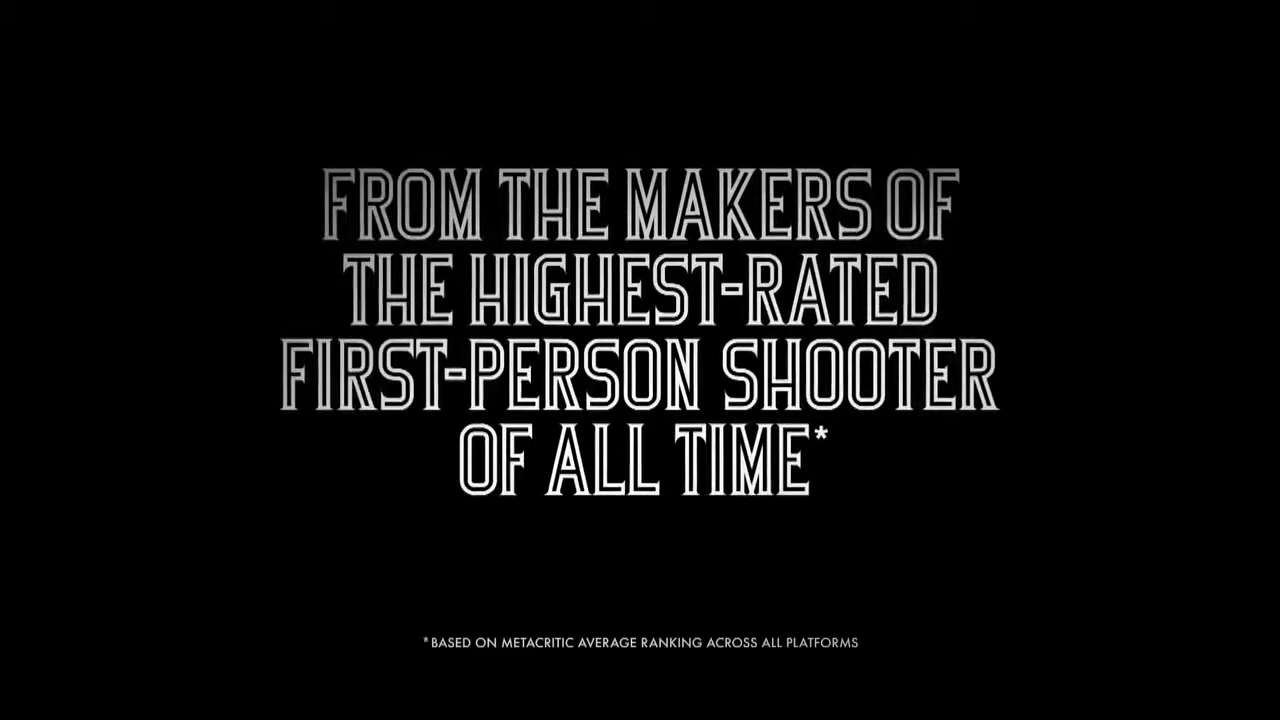 FROM THE MAKERS OF
THE HIGHEST-RATED
FIRST-PERSON SHOOTER
OF ALL TIME*
*BASED ON METACRITIC AVERAGE RANKING ACROSS ALL PLATFORMS